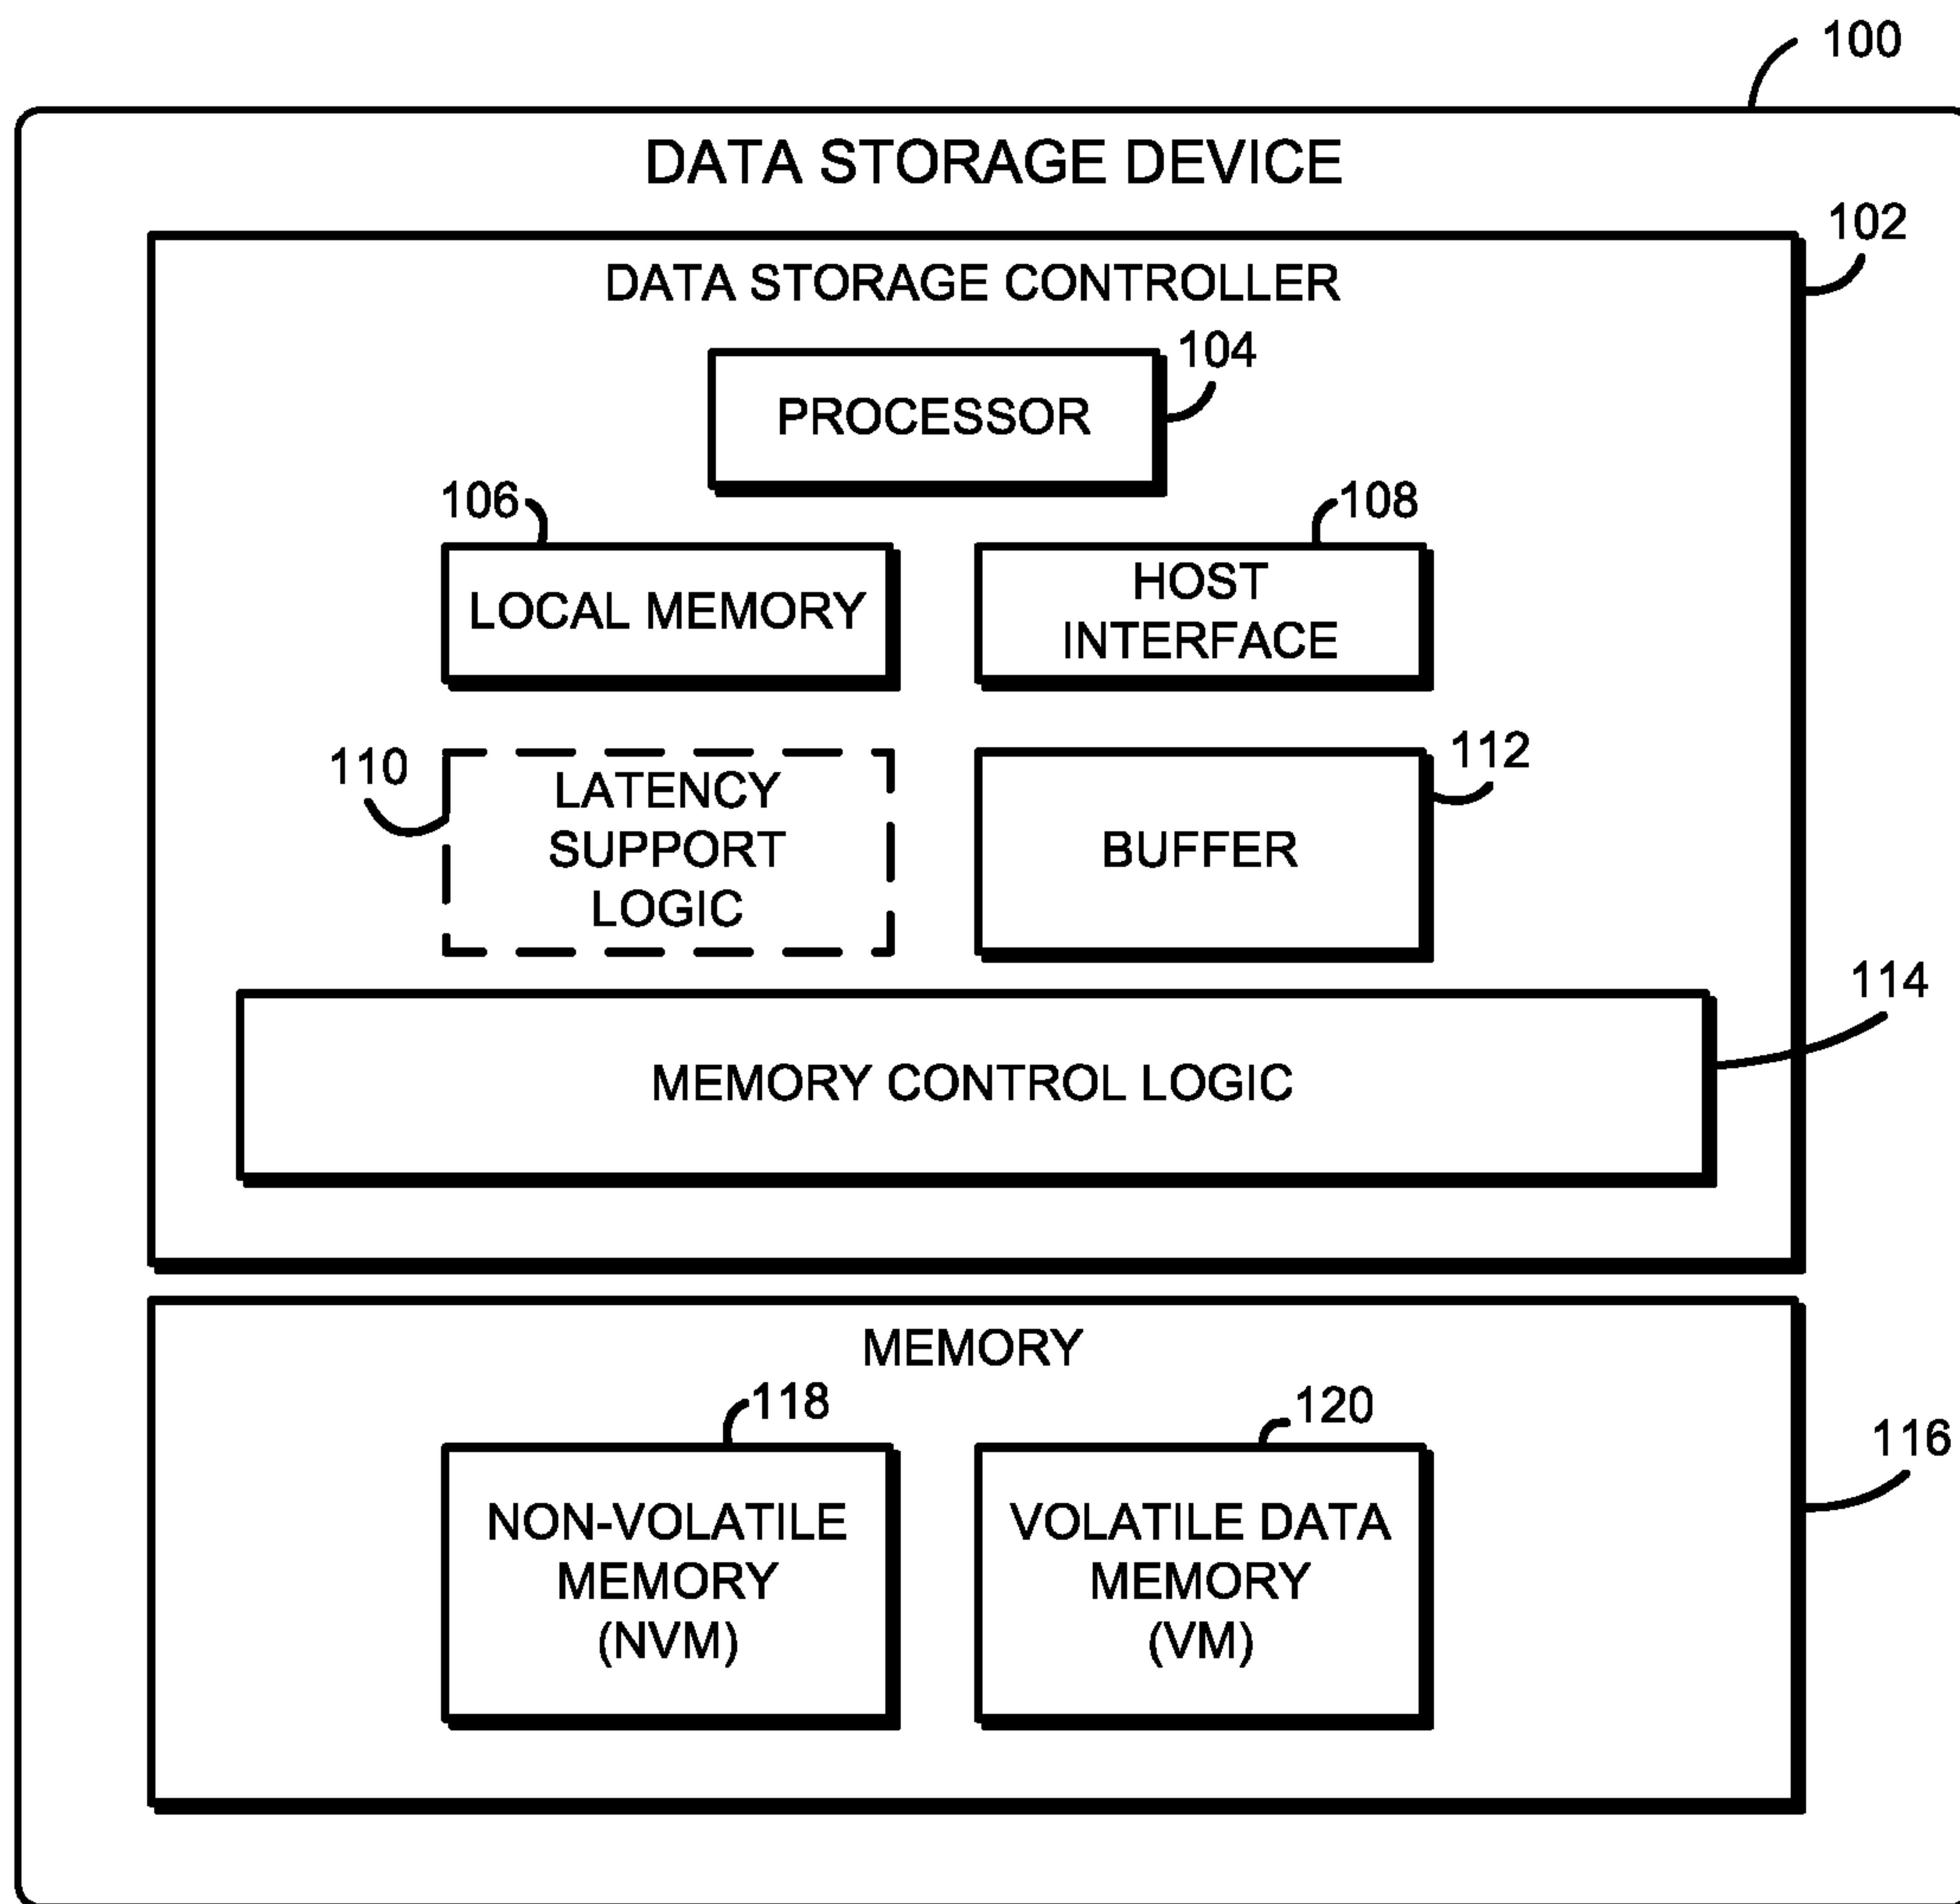 100
DATA STORAGE DEVICE
102
DATA STORAGE CONTROLLER
104
PROCESSOR
106
108
LOCAL MEMORY
HOST
INTERFACE
110
112
LATENCY
SUPPORT
LOGIC
BUFFER
114
MEMORY CONTROL LOGIC
MEMORY
118
120
116
NON-VOLATILE
MEMORY
(NVM)
VOLATILE DATA
MEMORY
(VM)